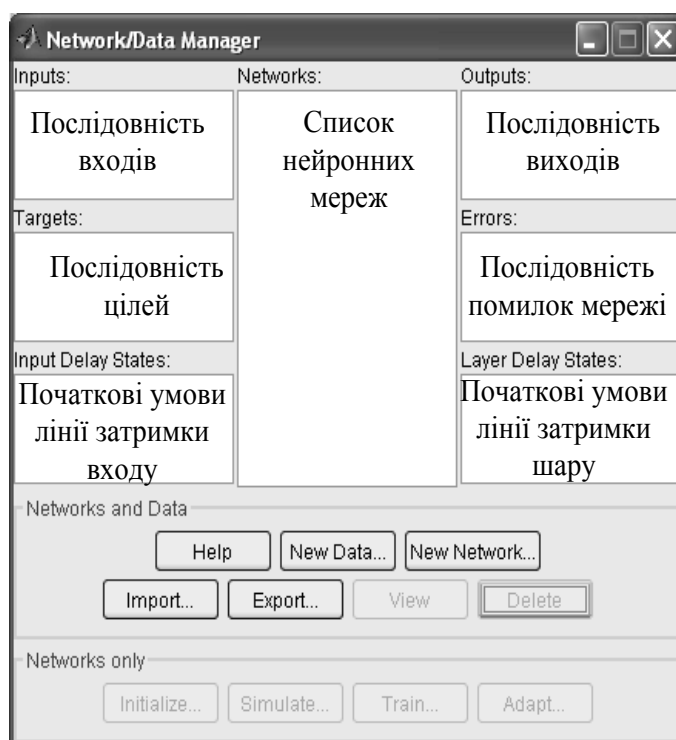 Network/Data Manager
Inputs:
Networks:
Outputs:
Послідовність
входів
Список
нейронних
мереж
Послідовність
виходів
Targets:
Errors:
Послідовність
цілей
Послідовність
помилок мережі
Input Delay States:
Layer Delay States:
Початкові умови
лінії затримки
входу
Початкові умови
лінії затримки
шару
Networks and Data
Help
New Data...
New Network...
Import...
Export...
View
Delete
Networks only
Initialize...
Simulate...
Train...
Adapt...